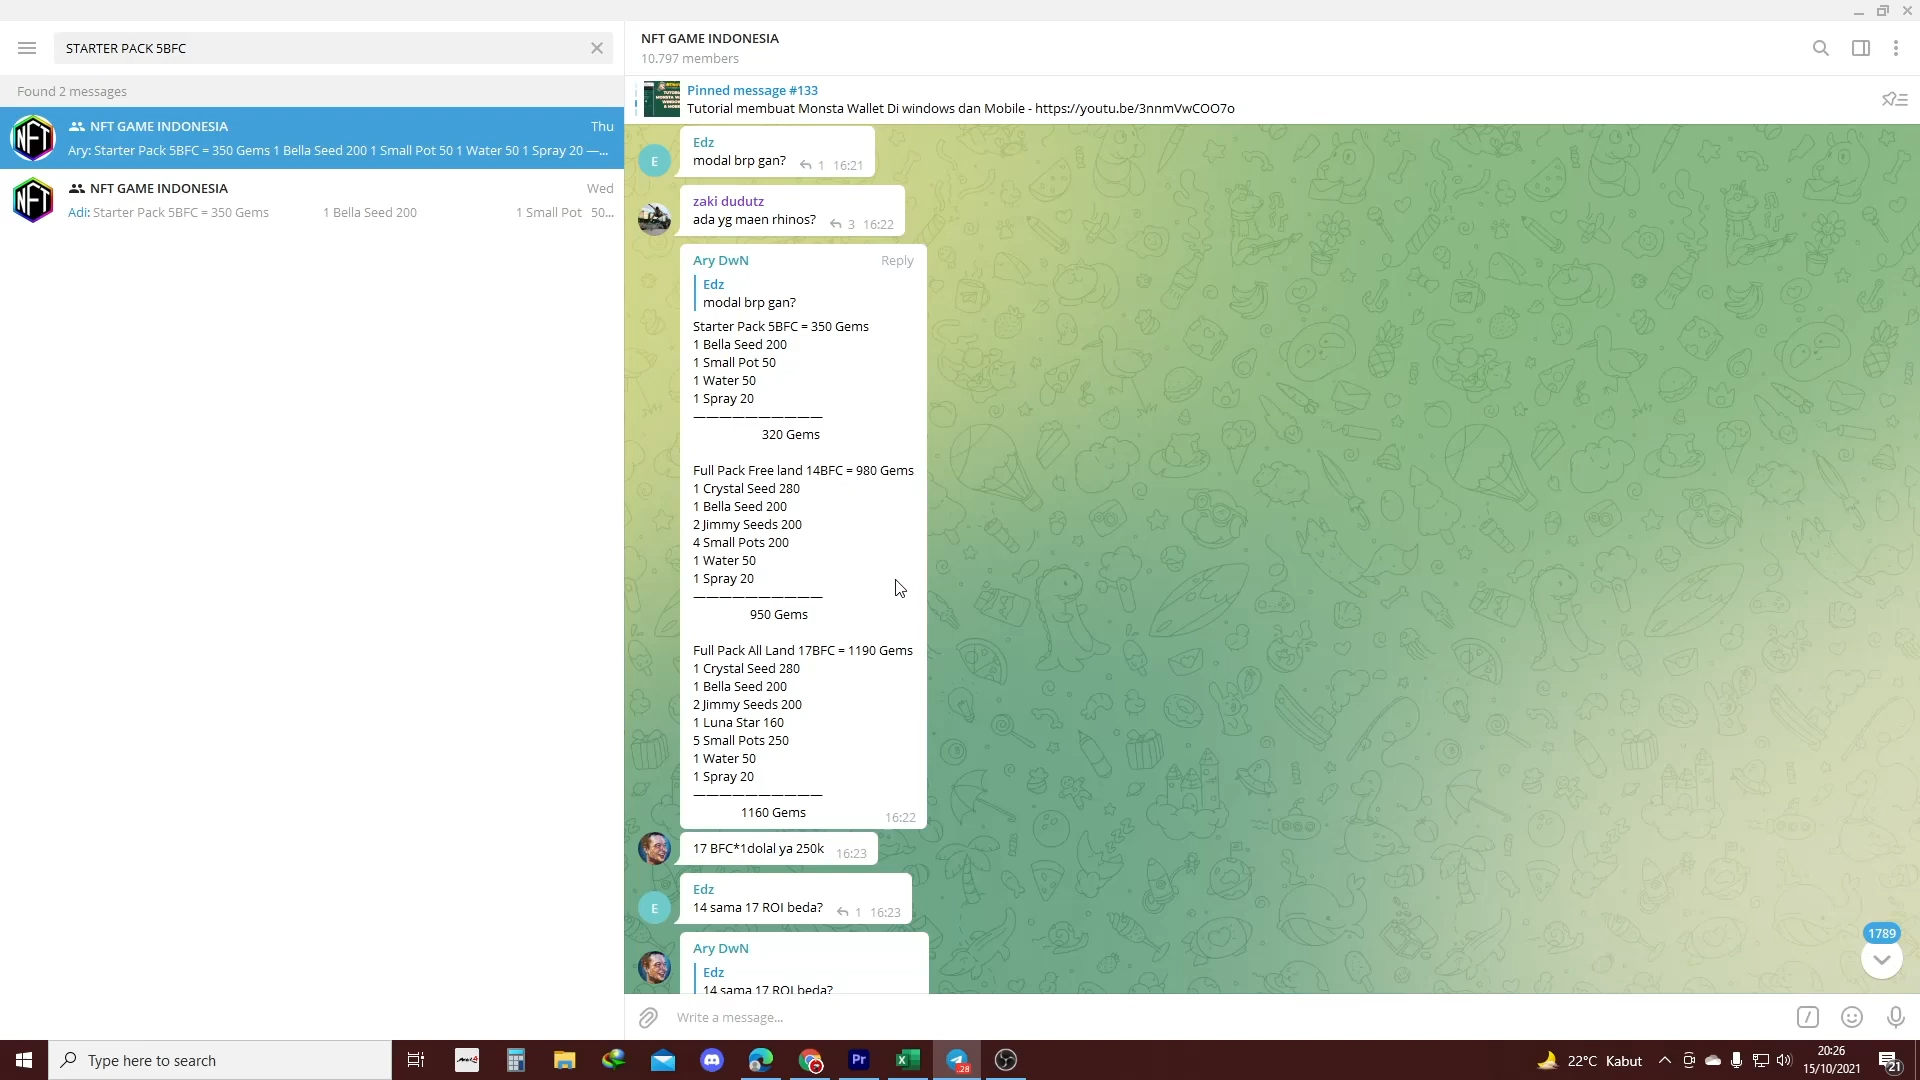 STARTER PACK 5BFC
Found 2 messages
NFT GAME INDONESIA
Thu
Ary: Starter Pack 5BFC = 350 Gems 1 Bella Seed 200 1 Small Pot 50 1 Water 50 1 Spray 20 —...
NFT GAME INDONESIA
Wed
Adi: Starter Pack 5BFC = 350 Gems 1 Bella Seed 200 1 Small Pot 50...
NFT GAME INDONESIA
10.797 members
Pinned message #133
Tutorial membuat Monsta Wallet Di windows dan Mobile - https://youtu.be/3nnmVwCOO7o
E
Edz
modal brp gan? 1 16:21
zaki dudutz
ada yg maen rhinos? 3 16:22
Ary DwN Reply
Edz
modal brp gan?
Starter Pack 5BFC = 350 Gems
1 Bella Seed 200
1 Small Pot 50
1 Water 50
1 Spray 20
——————————
320 Gems
Full Pack Free land 14BFC = 980 Gems
1 Crystal Seed 280
1 Bella Seed 200
2 Jimmy Seeds 200
4 Small Pots 200
1 Water 50
1 Spray 20
——————————
950 Gems
Full Pack All Land 17BFC = 1190 Gems
1 Crystal Seed 280
1 Bella Seed 200
2 Jimmy Seeds 200
1 Luna Star 160
5 Small Pots 250
1 Water 50
1 Spray 20
——————————
1160 Gems
16:22
17 BFC*1dolal ya 250k 16:23
E
Edz
14 sama 17 ROI beda? 1 16:23
Ary DwN
Edz
14 sama 17 ROI beda?
1789
Write a message...
Type here to search
Pr
28
22°C Kabut
20:26
15/10/2021
21